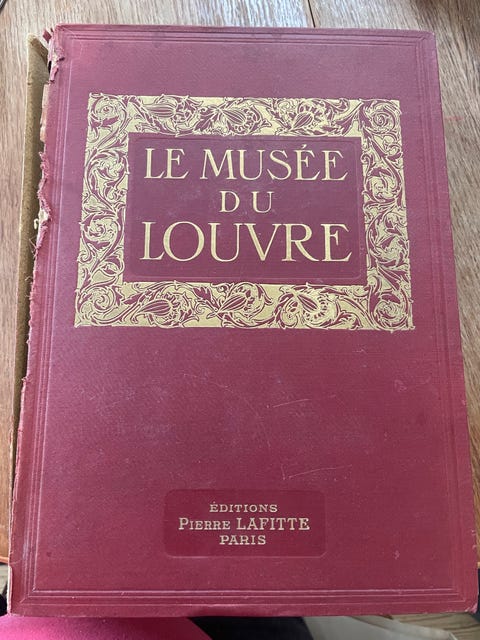 LE MUSÉE
DU
LOUVRE
ÉDITIONS
PIERRE LAFITTE
PARIS